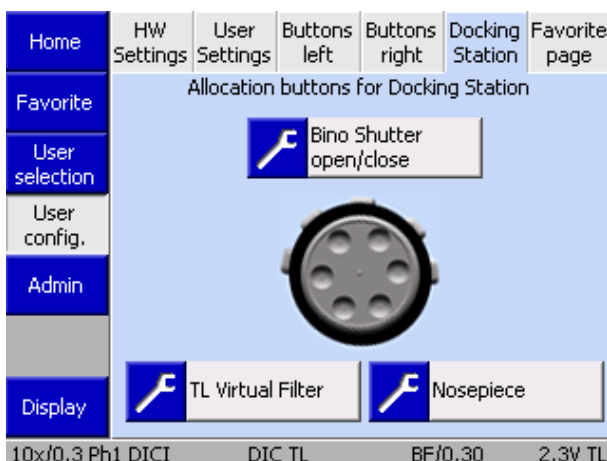 Home
HW Settings
User Settings
Buttons left
Buttons right
Docking Station
Favorite page
Favorite
Allocation buttons for Docking Station
Bino Shutter
open/close
User
selection
User
config.
Admin
TL Virtual Filter
Nosepiece
Display
10x/0.3 Ph1 DICI DIC TL BF/0.30 2.3V TL